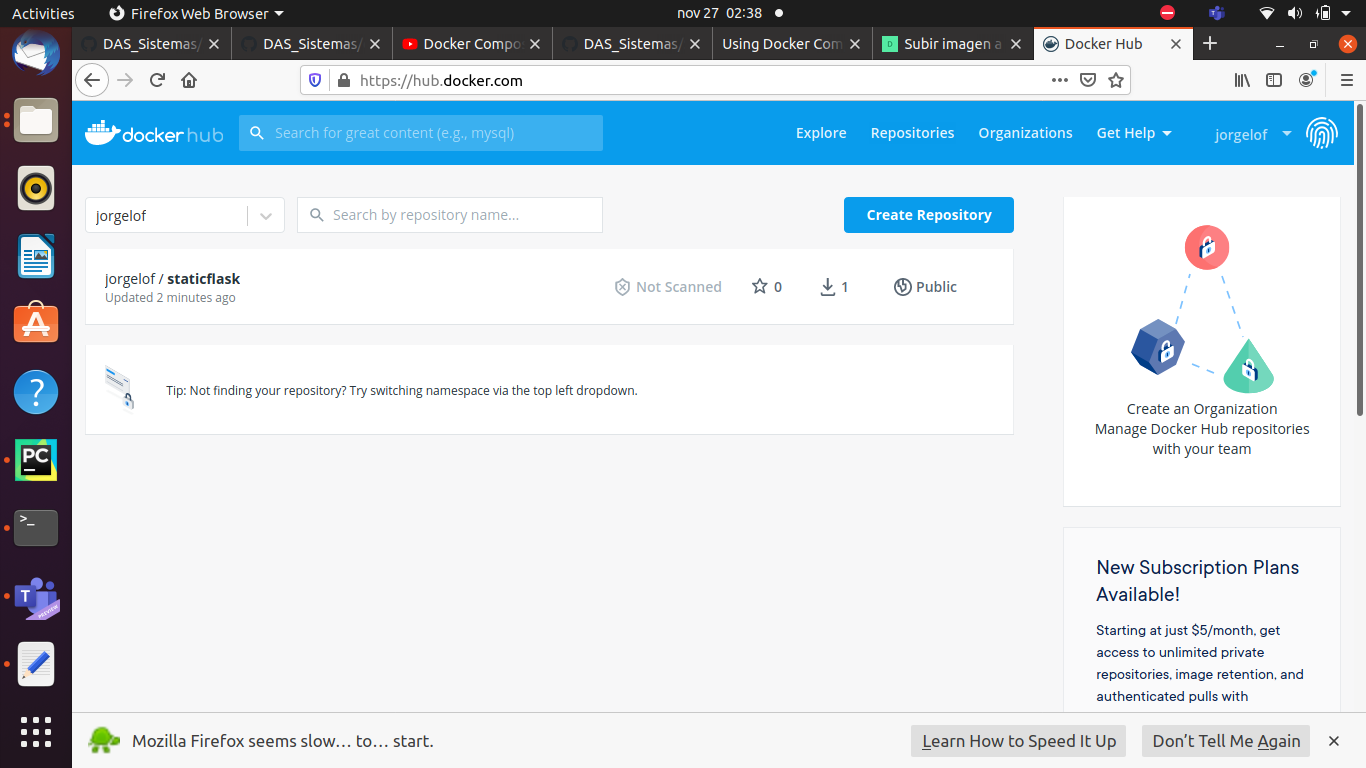 Activities
Firefox Web Browser
nov 27 02:38
DAS_Sistemas/
DAS_Sistemas/
Docker Compo
DAS_Sistemas/
Using Docker Com
Subir imagen a
Docker Hub
https://hub.docker.com
docker hub
Search for great content (e.g., mysql)
Explore
Repositories
Organizations
Get Help
jorgelof
jorgelof
Search by repository name...
Create Repository
jorgelof / staticflask
Updated 2 minutes ago
Not Scanned
0
1
Public
Tip: Not finding your repository? Try switching namespace via the top left dropdown.
Create an Organization
Manage Docker Hub repositories
with your team
New Subscription Plans
Available!
Starting at just $5/month, get
access to unlimited private
repositories, image retention, and
authenticated pulls with
Mozilla Firefox seems slow… to… start.
Learn How to Speed It Up
Don’t Tell Me Again
PC
>_
T
PREVIEW